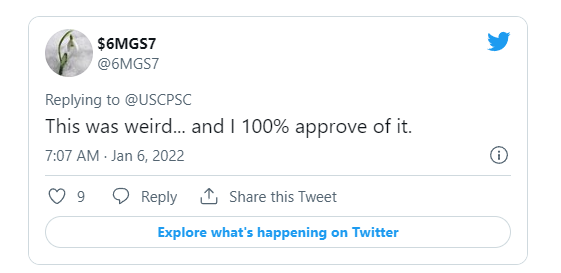 $6MGS7
@6MGS7
Replying to @USCPSC
This was weird... and I 100% approve of it.
7:07 AM · Jan 6, 2022
9 Reply Share this Tweet
Explore what's happening on Twitter